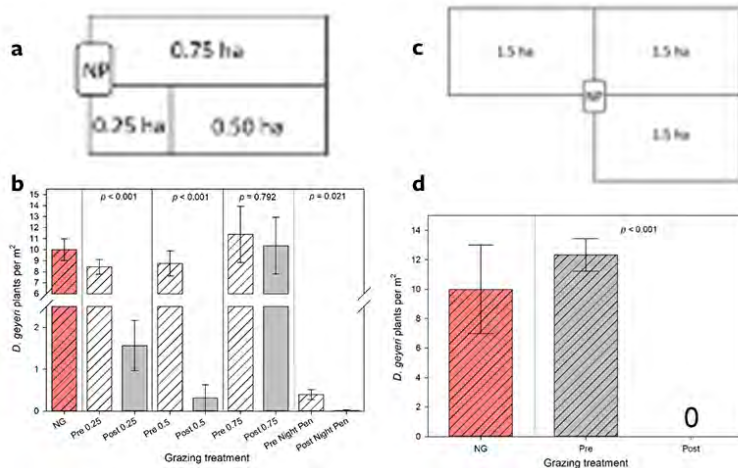 a
0.75 ha
NP
0.25 ha
0.50 ha
c
1.5 ha
1.5 ha
NP
1.5 ha
b
p < 0.001
p < 0.001
p = 0.792
p = 0.021
15
14
13
12
11
10
9
8
7
6
2
1
0
D. geyeri plants per m²
NG
Pre 0.25
Post 0.25
Pre 0.5
Post 0.5
Pre 0.75
Post 0.75
Pre Night Pen
Post Night Pen
Grazing treatment
d
p < 0.001
14
12
10
8
6
4
2
0
D. geyeri plants per m²
0
NG
Pre
Post
Grazing treatment